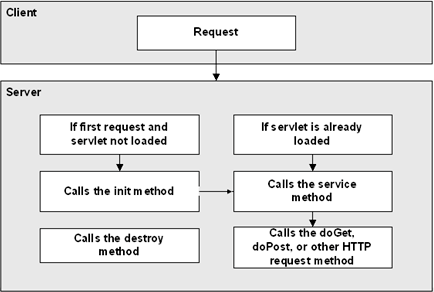 Client
Request
Server
If first request and
servlet not loaded
If servlet is already
loaded
Calls the init method
Calls the service
method
Calls the destroy
method
Calls the doGet,
doPost, or other HTTP
request method